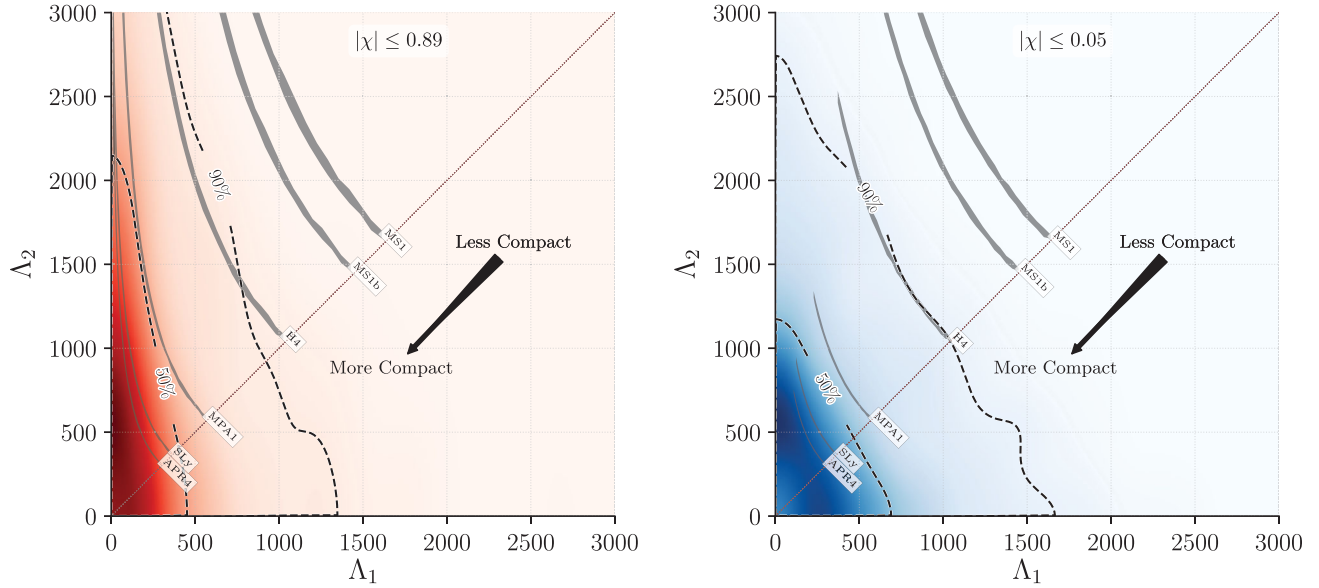 |χ| ≤ 0.89
3000
2500
2000
1500
1000
500
0
Λ₂
90%
50%
MS1
MS1b
H4
MPA1
SLy
APR4
Less Compact
More Compact
0 500 1000 1500 2000 2500 3000
Λ₁
|χ| ≤ 0.05
3000
2500
2000
1500
1000
500
0
Λ₂
90%
50%
MS1
MS1b
H4
MPA1
SLy
APR4
Less Compact
More Compact
0 500 1000 1500 2000 2500 3000
Λ₁